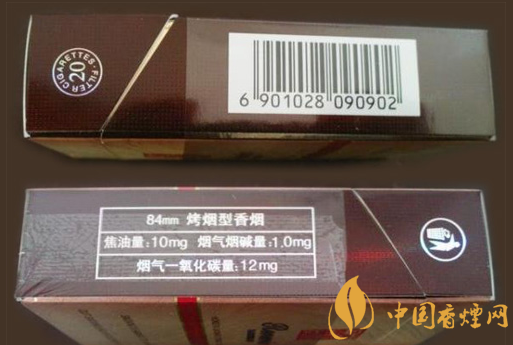 20 FILTER CIGARETTES
6 901028 090902
84mm 烤烟型香烟
焦油量:10mg 烟气烟碱量:1.0mg
烟气一氧化碳量:12mg
中国香烟网